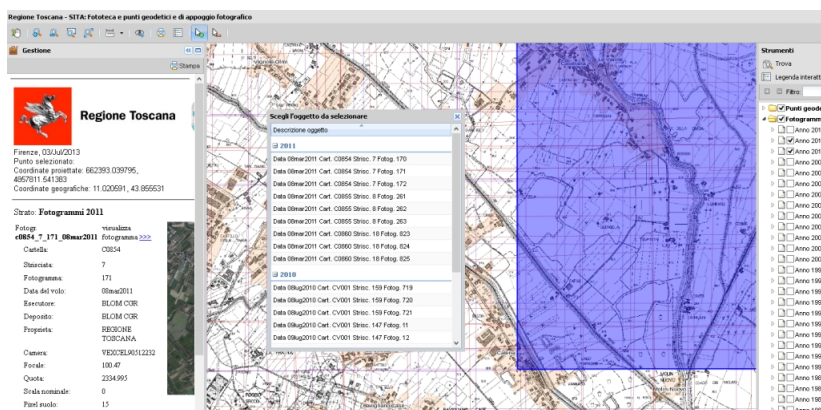 Regione Toscana - SITA: Fototeca e punti geodetici e di appoggio fotografico
Gestione
Stampa
Regione Toscana
Firenze, 03/Jul/2013
Punto selezionato:
Coordinate proiettate: 662393.039795,
4857811.541383
Coordinate geografiche: 11.020591, 43.855531
Strato: Fotogrammi 2011
Fotogr. visualizza
c0854_7_171_08mar2011 fotogramma >>>
Cartella: C0854
Strisciata: 7
Fotogramma: 171
Data del volo: 08mar2011
Esecutore: BLOM CGR
Deposito: BLOM CGR
Proprieta: REGIONE
TOSCANA
Camera: VEXCEL90512232
Focale: 100.47
Quota: 2334.995
Scala nominale: 0
Pixel suolo: 15
Scegli l'oggetto da selezionare
Descrizione oggetto
2011
Data 08mar2011 Cart. C0854 Strisc. 7 Fotog. 170
Data 08mar2011 Cart. C0854 Strisc. 7 Fotog. 171
Data 08mar2011 Cart. C0854 Strisc. 7 Fotog. 172
Data 08mar2011 Cart. C0855 Strisc. 8 Fotog. 261
Data 08mar2011 Cart. C0855 Strisc. 8 Fotog. 262
Data 08mar2011 Cart. C0855 Strisc. 8 Fotog. 263
Data 08mar2011 Cart. C0860 Strisc. 18 Fotog. 823
Data 08mar2011 Cart. C0860 Strisc. 18 Fotog. 824
Data 08mar2011 Cart. C0860 Strisc. 18 Fotog. 825
2010
Data 08lug2010 Cart. CV001 Strisc. 159 Fotog. 719
Data 08lug2010 Cart. CV001 Strisc. 159 Fotog. 720
Data 08lug2010 Cart. CV001 Strisc. 159 Fotog. 721
Data 09lug2010 Cart. CV001 Strisc. 147 Fotog. 11
Data 09lug2010 Cart. CV001 Strisc. 147 Fotog. 12
Strumenti
Trova
Legenda interatt
Filtro:
Punti geode
Fotogramm
Anno 201
Anno 201
Anno 201
Anno 200
Anno 200
Anno 200
Anno 200
Anno 200
Anno 200
Anno 200
Anno 200
Anno 199
Anno 199
Anno 199
Anno 199
Anno 199
Anno 199
Anno 199
Anno 198
Anno 198
Anno 198